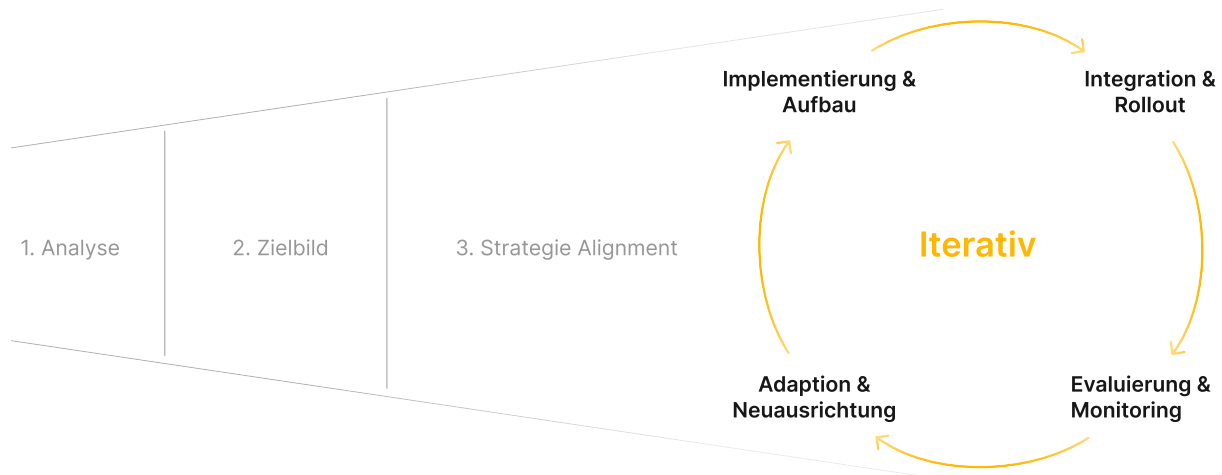 1. Analyse
2. Zielbild
3. Strategie Alignment
Implementierung &
Aufbau
Integration &
Rollout
Iterativ
Evaluierung &
Monitoring
Adaption &
Neuausrichtung